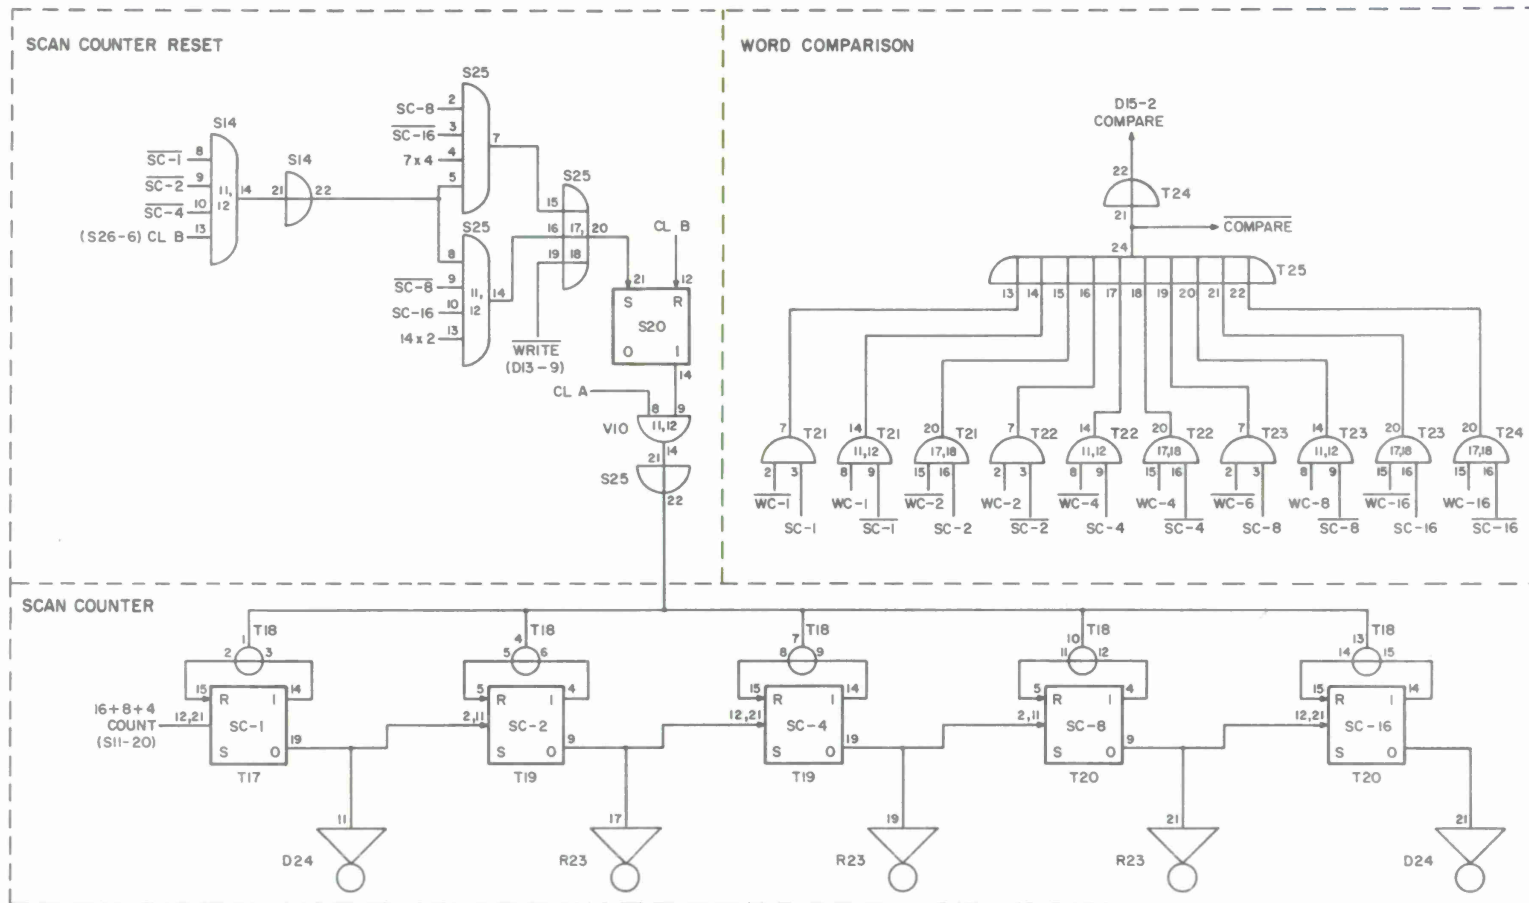 SCAN COUNTER RESET
S14
SC-1
8
SC-2
9
SC-4
10
(S26-6) CL B
13
11,
12
14
S14
21
22
S25
SC-8
2
SC-16
3
7 x 4
4
5
7
S25
8
SC-8
9
SC-16
10
14 x 2
13
11,
12
14
S25
15
16
19
17,
18
20
WRITE
(D13-9)
CL B
21
12
S
R
S20
O
I
14
CL A
8
9
V10
11,12
14
21
S25
22
WORD COMPARISON
D15-2
COMPARE
22
T24
21
COMPARE
24
T25
13
14
15
16
17
18
19
20
21
22
7
T21
2
3
WC-1
SC-1
14
T21
11,12
8
9
WC-1
SC-1
20
T21
17,18
15
16
WC-2
SC-2
7
T22
2
3
WC-2
SC-2
14
T22
11,12
8
9
WC-4
SC-4
20
T22
17,18
15
16
WC-4
SC-4
7
T23
2
3
WC-6
SC-8
14
T23
11,12
8
9
WC-8
SC-8
20
T23
17,18
15
16
WC-16
SC-16
20
T24
17,18
15
16
WC-16
SC-16
SCAN COUNTER
16+8+4
COUNT
(S11-20)
12,21
1
T18
2
3
15
R
I
14
SC-1
S
O
19
T17
11
D24
4
T18
5
6
5
R
I
4
2,11
SC-2
S
O
9
T19
17
R23
7
T18
8
9
15
R
I
14
12,21
SC-4
S
O
19
T19
19
R23
10
T18
11
12
5
R
I
4
2,11
SC-8
S
O
9
T20
21
R23
13
T18
14
15
15
R
I
14
12,21
SC-16
S
O
T20
21
D24